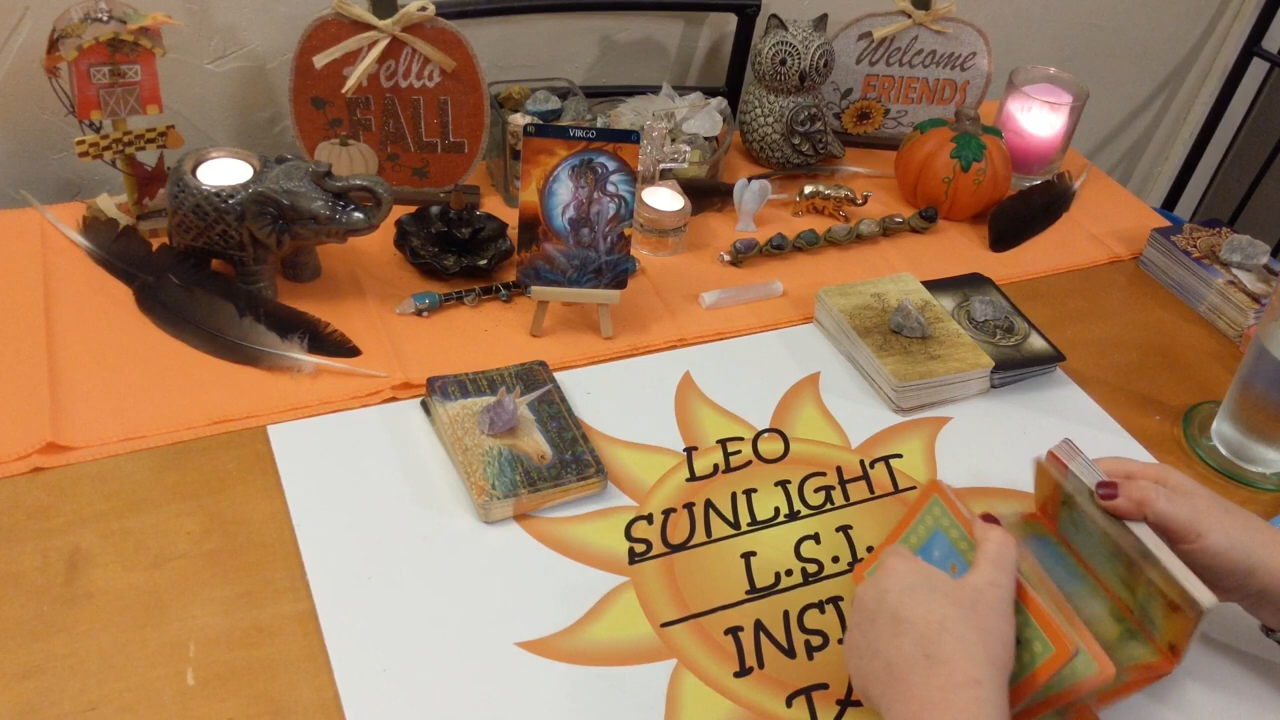 Hello
FALL
Welcome
FRIENDS
VIRGO
LEO
SUNLIGHT
L.S.I.